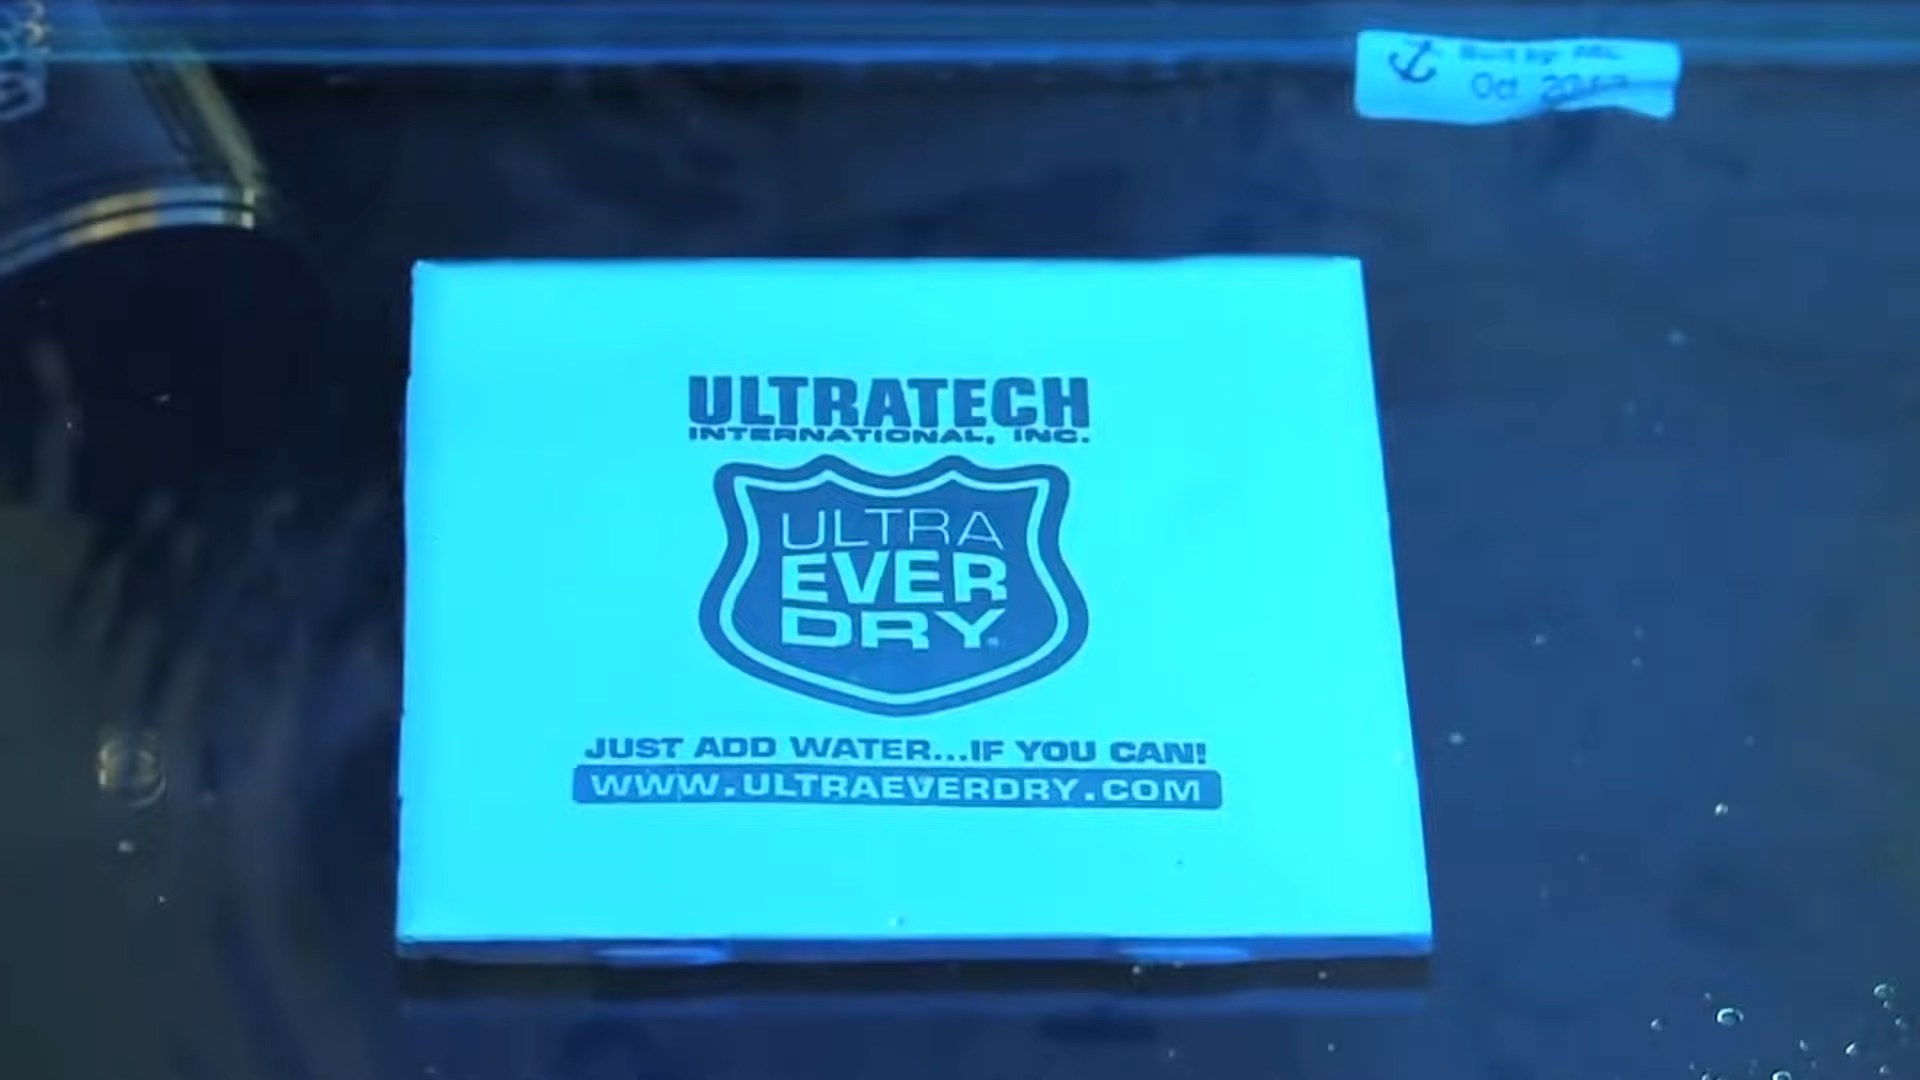 Oct
ULTRATECH
INTERNATIONAL, INC.
ULTRA
EVER
DRY
JUST ADD WATER...IF YOU CAN!
WWW.ULTRAEVERDRY.COM